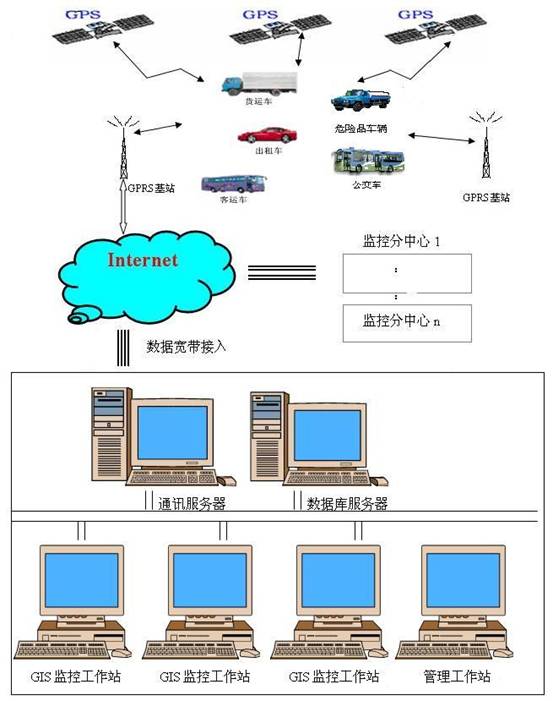 GPS
GPS
GPS
货运车
危险品车辆
出租车
公交车
客运车
GPRS基站
GPRS基站
Internet
监控分中心 1
:
:
监控分中心 n
数据宽带接入
通讯服务器
数据库服务器
GIS 监控工作站
GIS 监控工作站
GIS 监控工作站
管理工作站